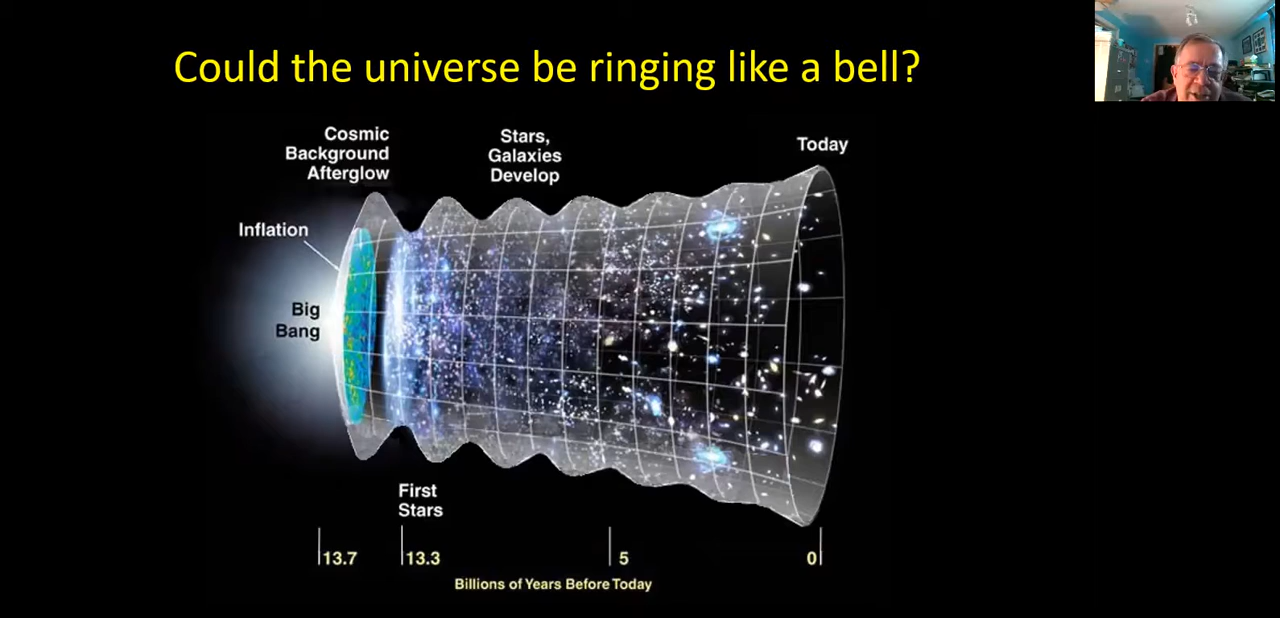 Could the universe be ringing like a bell?
Cosmic
Background
Afterglow
Stars,
Galaxies
Develop
Today
Inflation
Big
Bang
First
Stars
13.7
13.3
5
0
Billions of Years Before Today